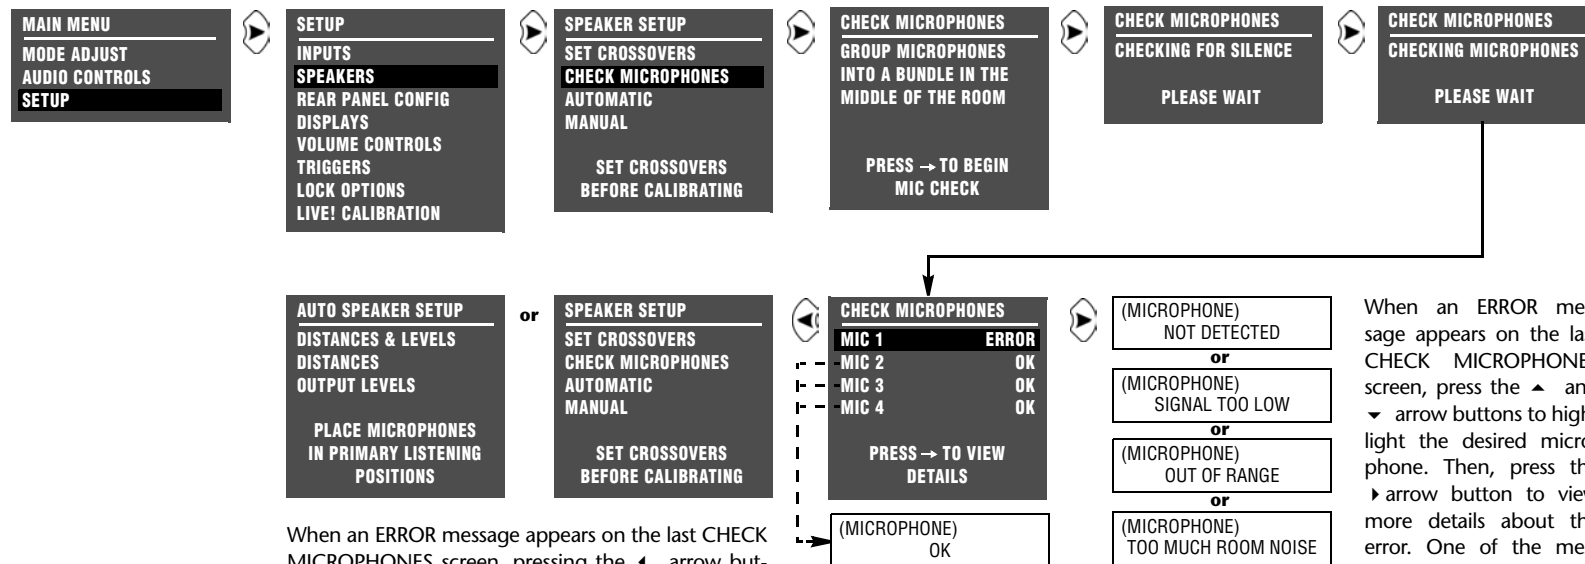 MAIN MENU
MODE ADJUST
AUDIO CONTROLS
SETUP
SETUP
INPUTS
SPEAKERS
REAR PANEL CONFIG
DISPLAYS
VOLUME CONTROLS
TRIGGERS
LOCK OPTIONS
LIVE! CALIBRATION
SPEAKER SETUP
SET CROSSOVERS
CHECK MICROPHONES
AUTOMATIC
MANUAL
SET CROSSOVERS
BEFORE CALIBRATING
CHECK MICROPHONES
GROUP MICROPHONES
INTO A BUNDLE IN THE
MIDDLE OF THE ROOM
PRESS → TO BEGIN
MIC CHECK
CHECK MICROPHONES
CHECKING FOR SILENCE
PLEASE WAIT
CHECK MICROPHONES
CHECKING MICROPHONES
PLEASE WAIT
AUTO SPEAKER SETUP
DISTANCES & LEVELS
DISTANCES
OUTPUT LEVELS
PLACE MICROPHONES
IN PRIMARY LISTENING
POSITIONS
or
SPEAKER SETUP
SET CROSSOVERS
CHECK MICROPHONES
AUTOMATIC
MANUAL
SET CROSSOVERS
BEFORE CALIBRATING
CHECK MICROPHONES
MIC 1 ERROR
MIC 2 OK
MIC 3 OK
MIC 4 OK
PRESS → TO VIEW
DETAILS
(MICROPHONE)
OK
(MICROPHONE)
NOT DETECTED
or
(MICROPHONE)
SIGNAL TOO LOW
or
(MICROPHONE)
OUT OF RANGE
or
(MICROPHONE)
TOO MUCH ROOM NOISE
When an ERROR mes
sage appears on the las
CHECK MICROPHONE
screen, press the ▲ an
▼ arrow buttons to high
light the desired micro
phone. Then, press th
▶ arrow button to view
more details about th
error. One of the me
When an ERROR message appears on the last CHECK
MICROPHONES screen, pressing the ◀ arrow but-